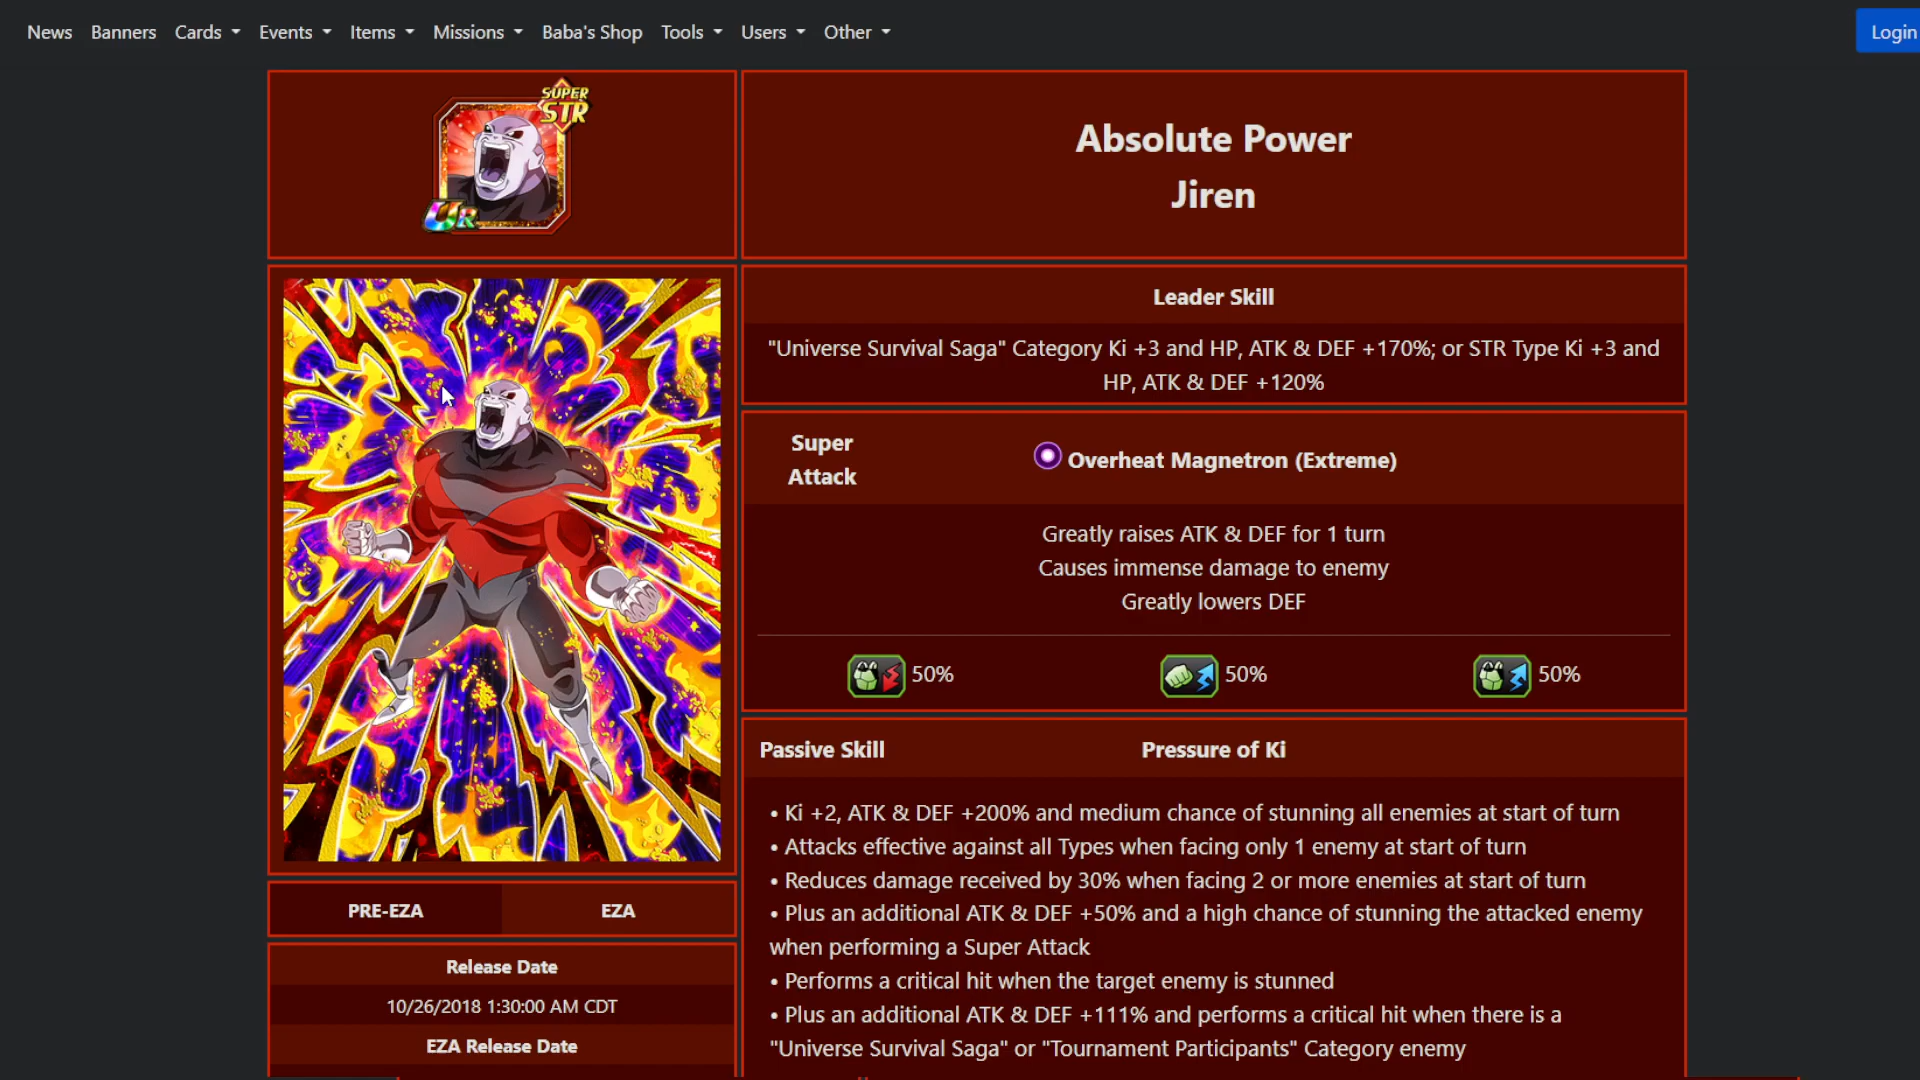 News Banners Cards Events Items Missions Baba's Shop Tools Users Other Login
SUPER
STR
UR
Absolute Power
Jiren
Leader Skill
"Universe Survival Saga" Category Ki +3 and HP, ATK & DEF +170%; or STR Type Ki +3 and
HP, ATK & DEF +120%
Super
Attack
Overheat Magnetron (Extreme)
Greatly raises ATK & DEF for 1 turn
Causes immense damage to enemy
Greatly lowers DEF
50% 50% 50%
Passive Skill Pressure of Ki
• Ki +2, ATK & DEF +200% and medium chance of stunning all enemies at start of turn
• Attacks effective against all Types when facing only 1 enemy at start of turn
• Reduces damage received by 30% when facing 2 or more enemies at start of turn
• Plus an additional ATK & DEF +50% and a high chance of stunning the attacked enemy
when performing a Super Attack
• Performs a critical hit when the target enemy is stunned
• Plus an additional ATK & DEF +111% and performs a critical hit when there is a
"Universe Survival Saga" or "Tournament Participants" Category enemy
PRE-EZA EZA
Release Date
10/26/2018 1:30:00 AM CDT
EZA Release Date